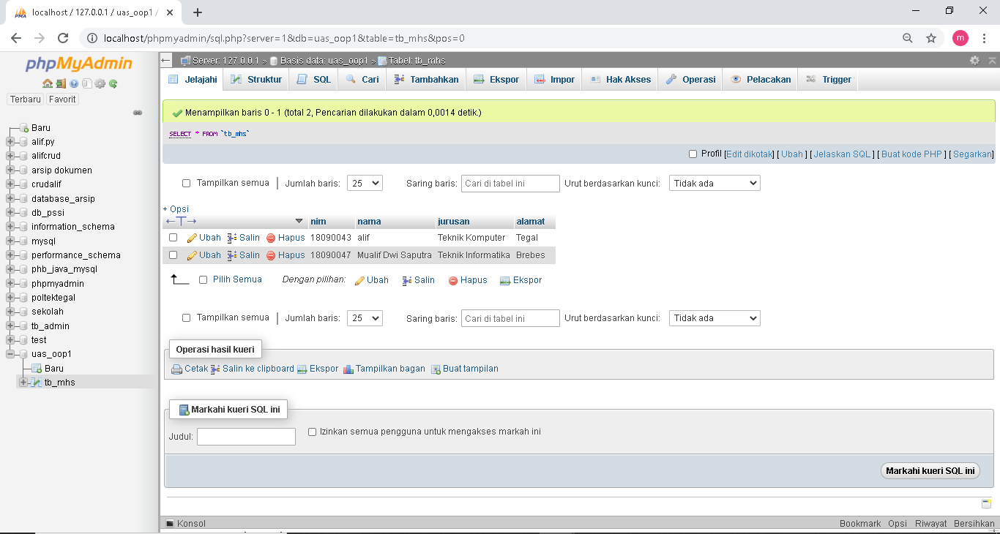 localhost / 127.0.0.1 / uas_oop1 /
localhost/phpmyadmin/sql.php?server=1&db=uas_oop1&table=tb_mhs&pos=0
m
phpMyAdmin
Terbaru Favorit
Baru
alif.py
alifcrud
arsip dokumen
crudalif
database_arsip
db_pssi
information_schema
mysql
performance_schema
phb_java_mysql
phpmyadmin
poltektegal
sekolah
tb_admin
test
uas_oop1
Baru
tb_mhs
Server: 127.0.0.1 » Basis data: uas_oop1 » Tabel: tb_mhs
Jelajahi Struktur SQL Cari Tambahkan Ekspor Impor Hak Akses Operasi Pelacakan Trigger
Menampilkan baris 0 - 1 (total 2, Pencarian dilakukan dalam 0,0014 detik.)
SELECT * FROM `tb_mhs`
Profil [Edit dikotak] [ Ubah ] [ Jelaskan SQL ] [ Buat kode PHP ] [ Segarkan]
Tampilkan semua | Jumlah baris: 25 Saring baris: Cari di tabel ini Urut berdasarkan kunci: Tidak ada
+ Opsi
←T→ nim nama jurusan alamat
Ubah Salin Hapus 18090043 alif Teknik Komputer Tegal
Ubah Salin Hapus 18090047 Mualif Dwi Saputra Teknik Informatika Brebes
Pilih Semua Dengan pilihan: Ubah Salin Hapus Ekspor
Tampilkan semua | Jumlah baris: 25 Saring baris: Cari di tabel ini Urut berdasarkan kunci: Tidak ada
Operasi hasil kueri
Cetak Salin ke clipboard Ekspor Tampilkan bagan Buat tampilan
Markahi kueri SQL ini
Judul: Izinkan semua pengguna untuk mengakses markah ini
Markahi kueri SQL ini
Konsol Bookmark Opsi Riwayat Bersihkan